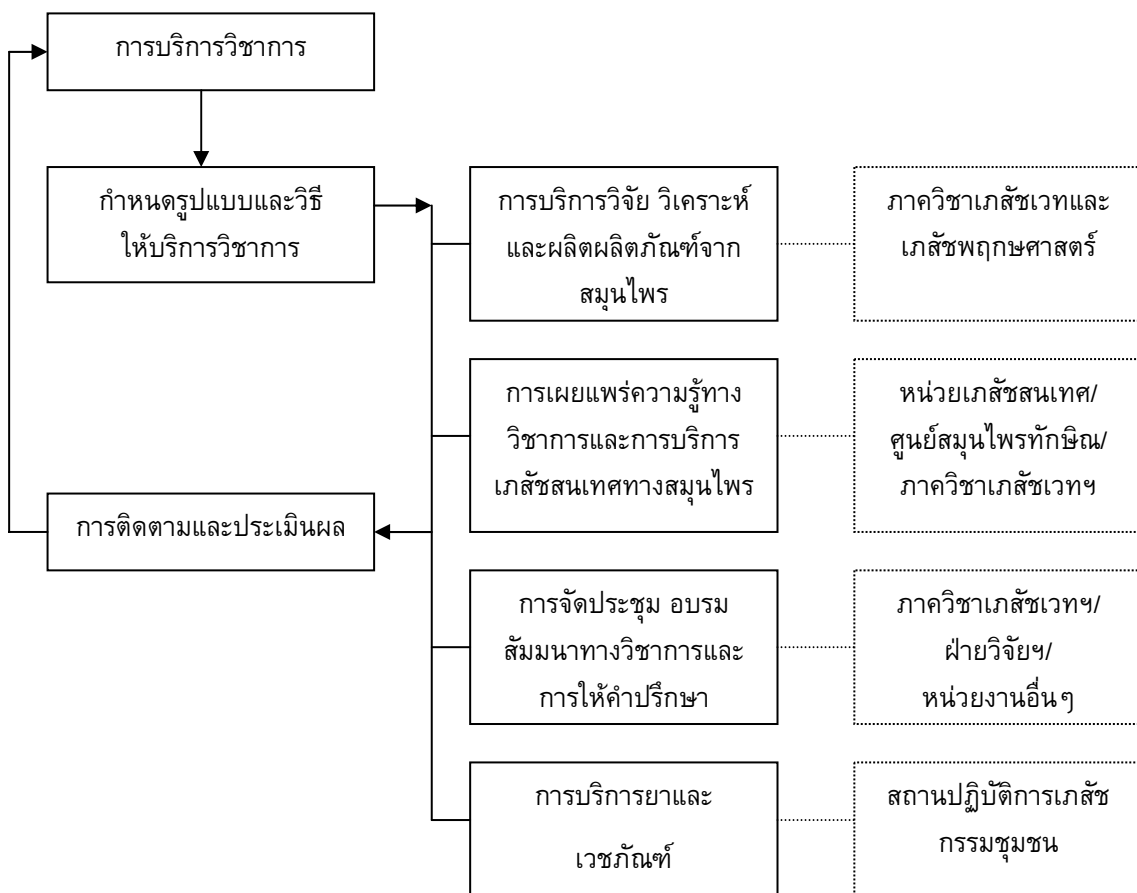 การบริการวิชาการ
กำหนดรูปแบบและวิธี
ให้บริการวิชาการ
การบริการวิจัย วิเคราะห์
และผลิตผลิตภัณฑ์จาก
สมุนไพร
ภาควิชาเภสัชเวทและ
เภสัชพฤกษศาสตร์
การเผยแพร่ความรู้ทาง
วิชาการและการบริการ
เภสัชสนเทศทางสมุนไพร
หน่วยเภสัชสนเทศ/
ศูนย์สมุนไพรทักษิณ/
ภาควิชาเภสัชเวทฯ
การติดตามและประเมินผล
การจัดประชุม อบรม
สัมมนาทางวิชาการและ
การให้คำปรึกษา
ภาควิชาเภสัชเวทฯ/
ฝ่ายวิจัยฯ/
หน่วยงานอื่นๆ
การบริการยาและ
เวชภัณฑ์
สถานปฏิบัติการเภสัช
กรรมชุมชน